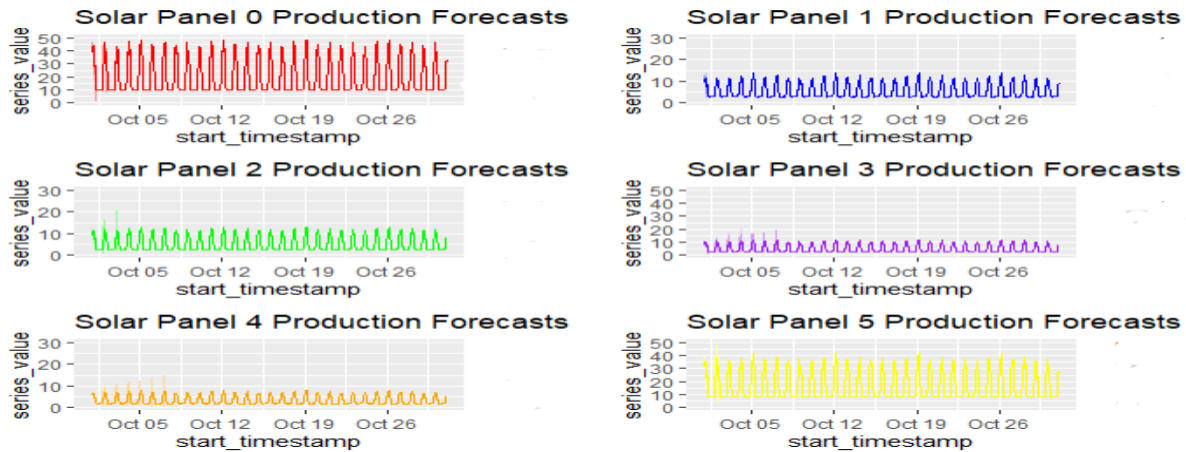 Solar Panel 0 Production Forecasts
series_value
50
40
30
20
10
0
Oct 05 Oct 12 Oct 19 Oct 26
start_timestamp
Solar Panel 1 Production Forecasts
series_value
30
20
10
0
Oct 05 Oct 12 Oct 19 Oct 26
start_timestamp
Solar Panel 2 Production Forecasts
series_value
30
20
10
0
Oct 05 Oct 12 Oct 19 Oct 26
start_timestamp
Solar Panel 3 Production Forecasts
series_value
50
40
30
20
10
0
Oct 05 Oct 12 Oct 19 Oct 26
start_timestamp
Solar Panel 4 Production Forecasts
series_value
30
20
10
0
Oct 05 Oct 12 Oct 19 Oct 26
start_timestamp
Solar Panel 5 Production Forecasts
series_value
50
40
30
20
10
0
Oct 05 Oct 12 Oct 19 Oct 26
start_timestamp